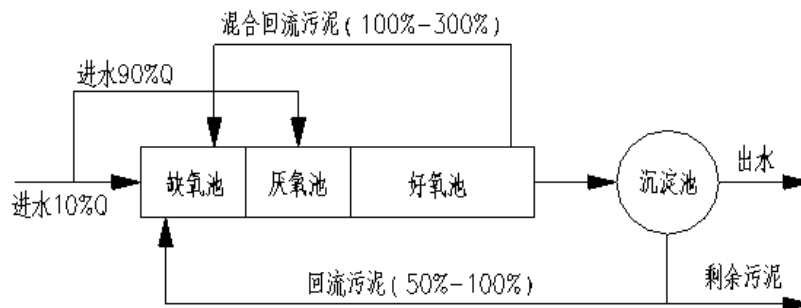 混合回流污泥(100%-300%)
进水90%Q
缺氧池
厌氧池
好氧池
沉淀池
出水
进水10%Q
回流污泥(50%-100%)
剩余污泥